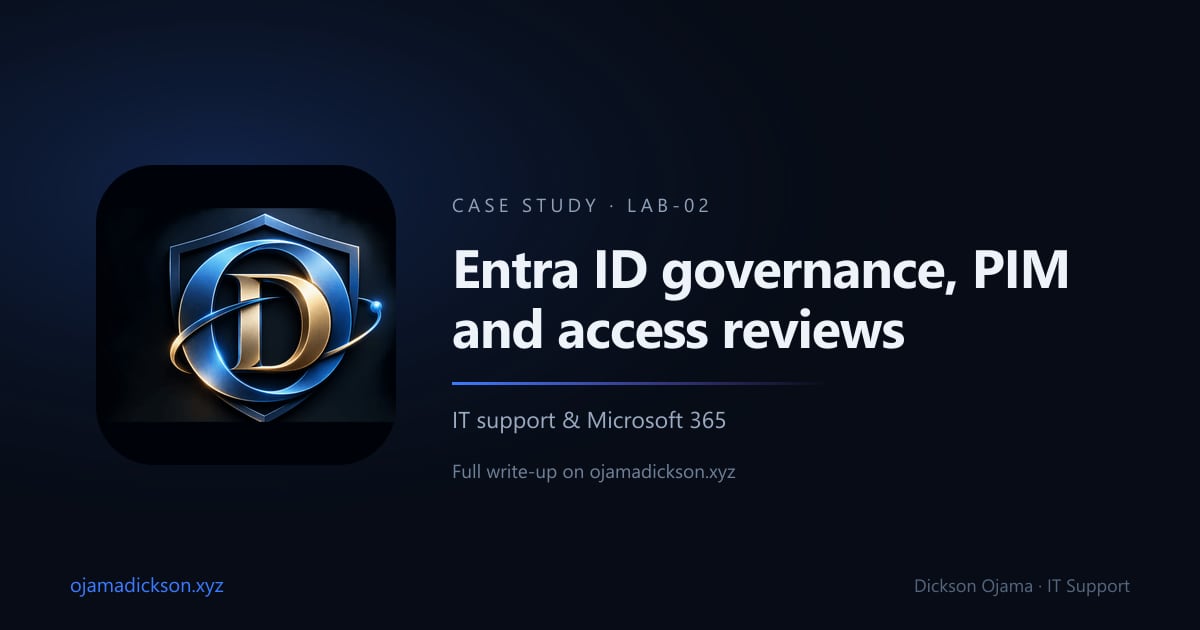 CASE STUDY · LAB-02
Entra ID governance, PIM
and access reviews
IT support & Microsoft 365
Full write-up on ojamadickson.xyz
ojamadickson.xyz
Dickson Ojama · IT Support